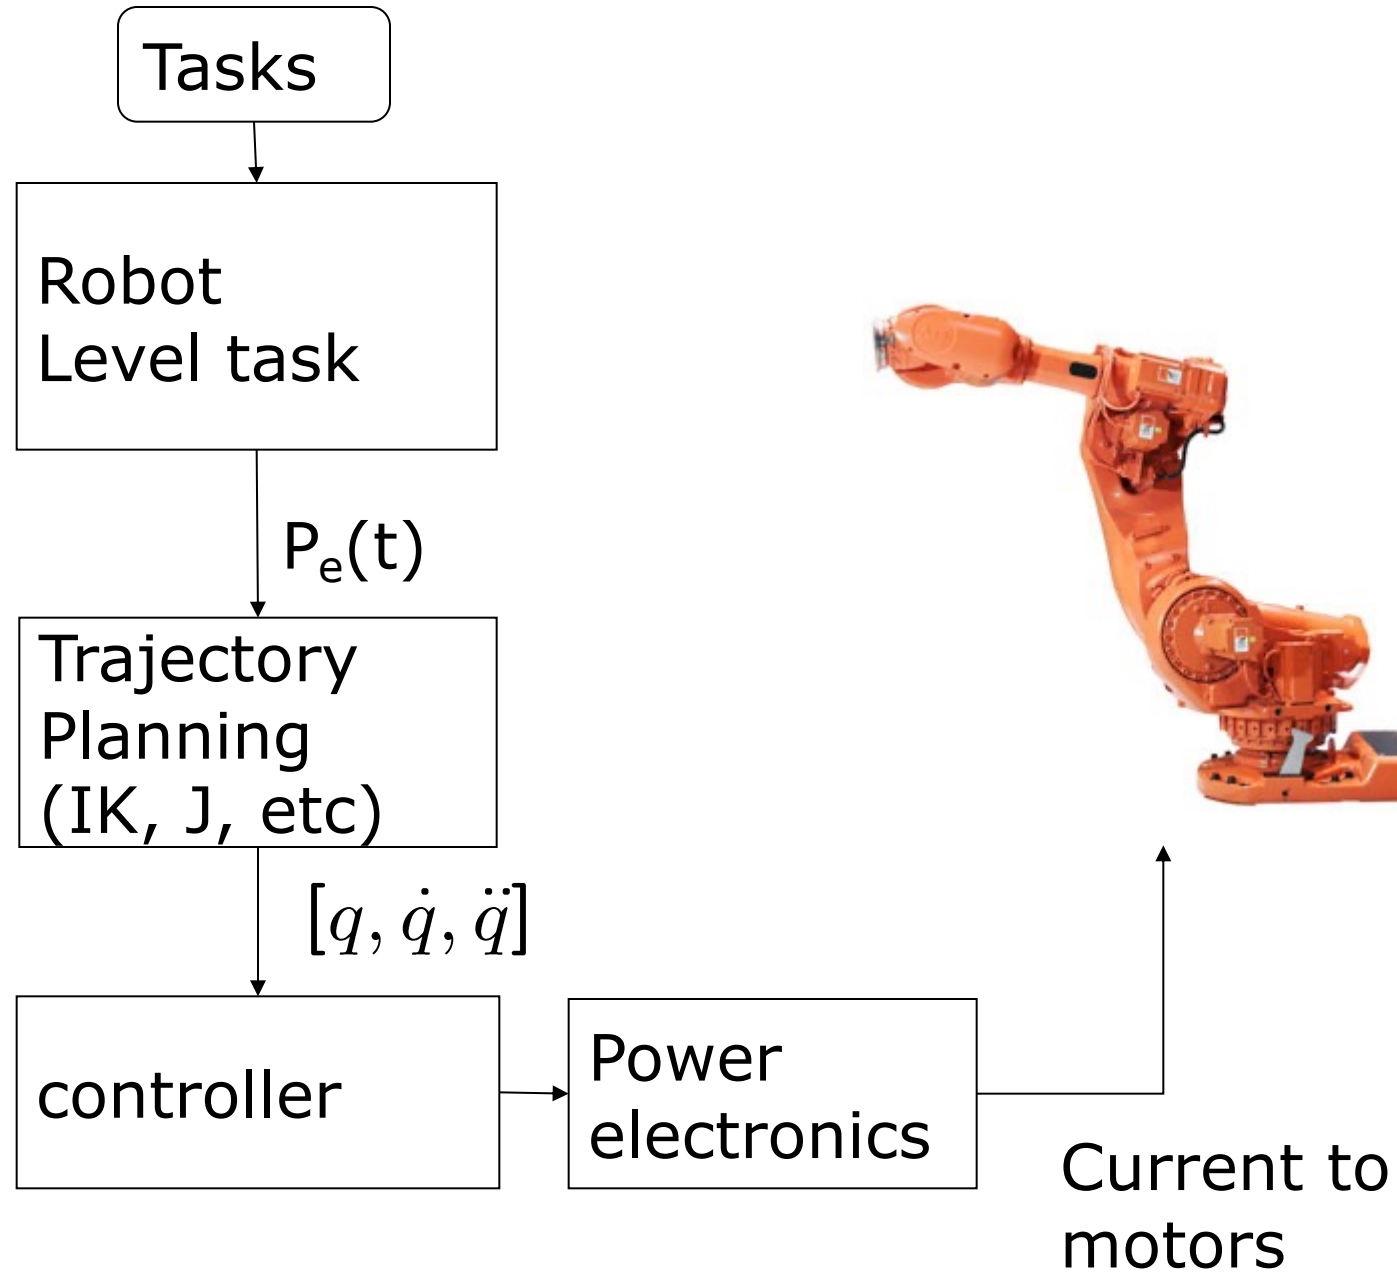 Tasks
Robot
Level task
Pₑ(t)
Trajectory
Planning
(IK, J, etc)
[q, q̇, q̈]
controller
Power
electronics
Current to
motors